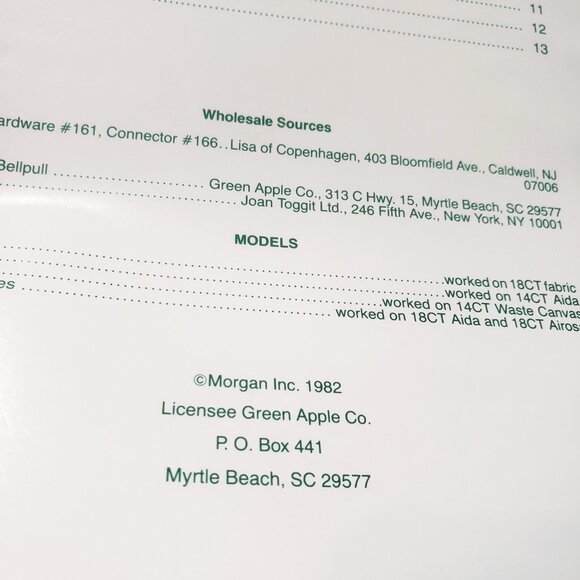 11
12
13
Wholesale Sources
ardware #161, Connector #166..Lisa of Copenhagen, 403 Bloomfield Ave., Caldwell, NJ
07006
Bellpull ........................................ Green Apple Co., 313 C Hwy. 15, Myrtle Beach, SC 29577
Joan Toggit Ltd., 246 Fifth Ave., New York, NY 10001
MODELS
worked on 18CT fabric
worked on 14CT Aida
worked on 14CT Waste Canvas
es ........................................ worked on 18CT Aida and 18CT Airos
©Morgan Inc. 1982
Licensee Green Apple Co.
P. O. Box 441
Myrtle Beach, SC 29577